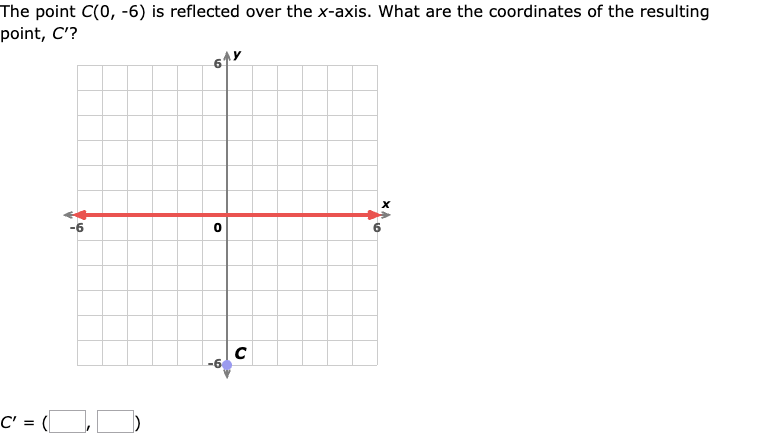 The point C(0, -6) is reflected over the x-axis. What are the coordinates of the resulting
point, C'?
y
6
x
-6
0
6
C
-6
C' = ( , )